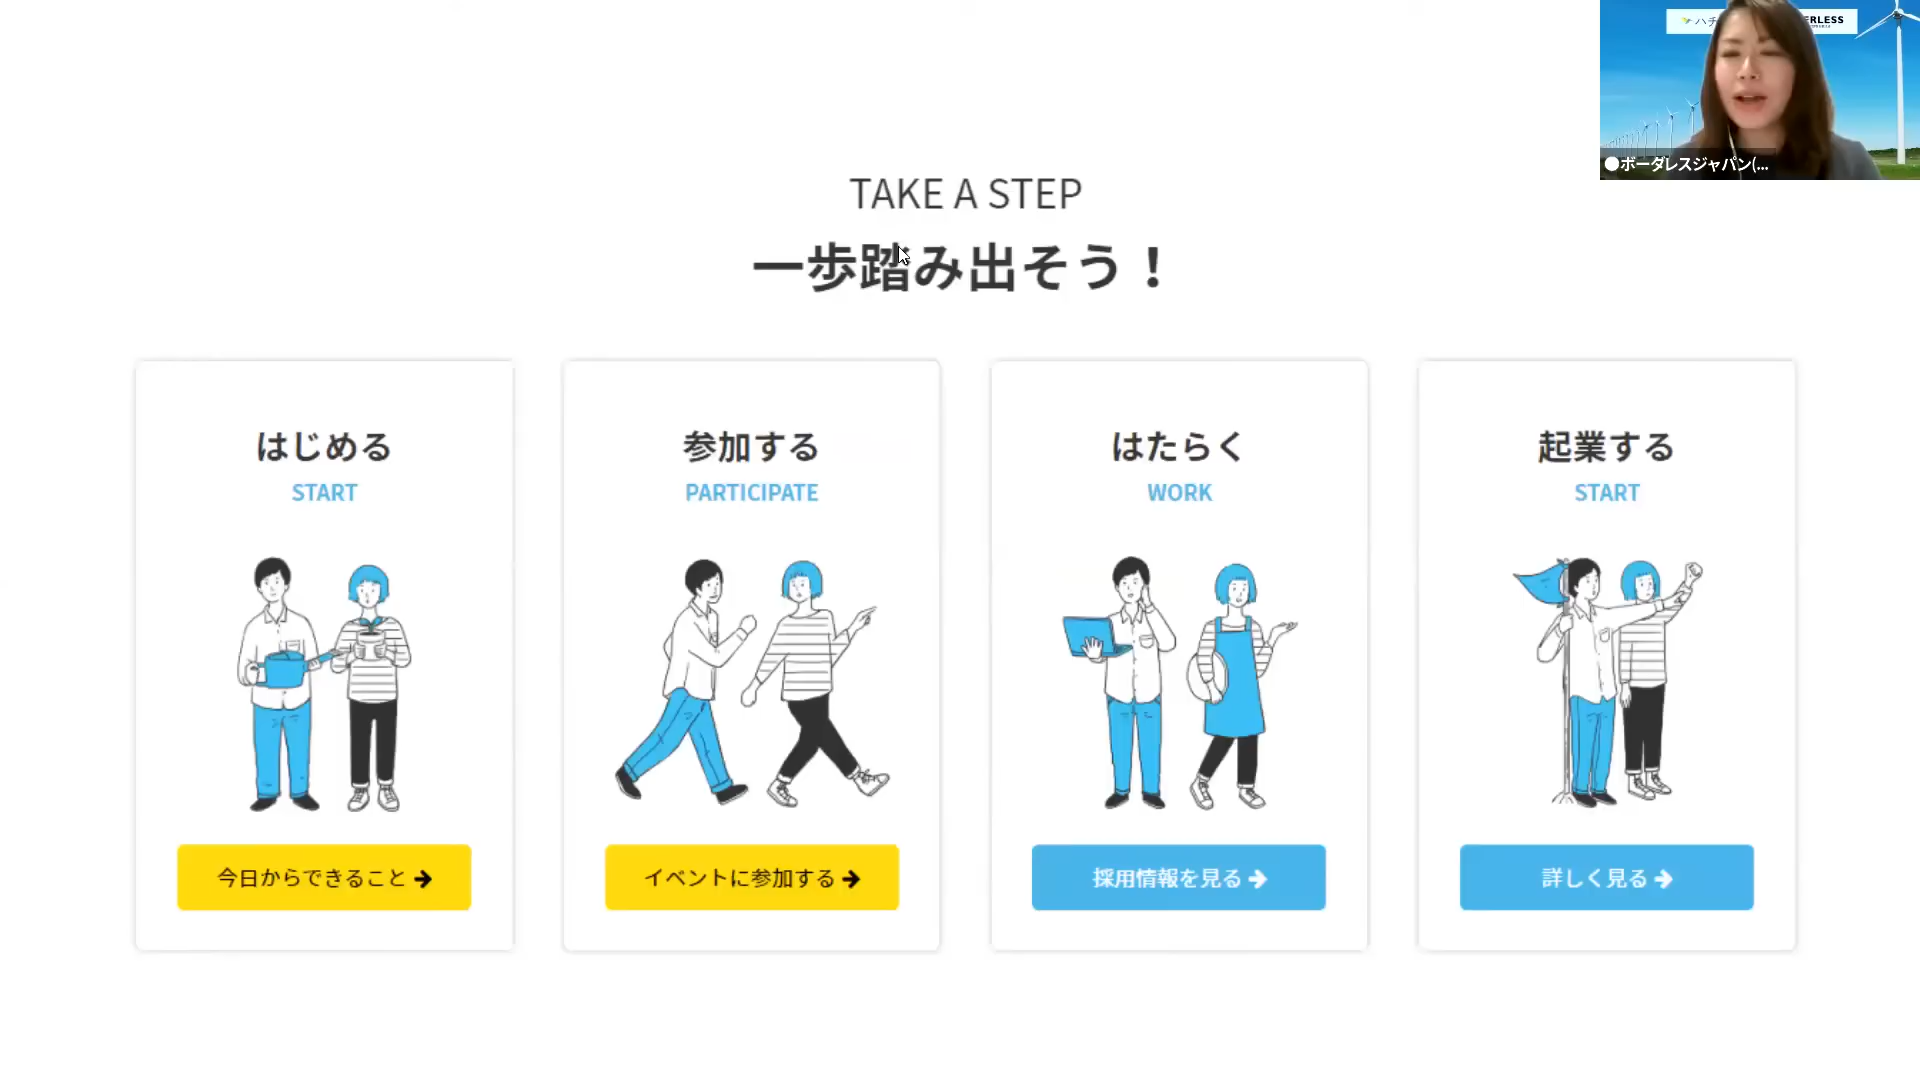 ハチ
ERLESS
●ボーダレスジャパン(...
TAKE A STEP
一歩踏み出そう！
はじめる
START
今日からできること
参加する
PARTICIPATE
イベントに参加する
はたらく
WORK
採用情報を見る
起業する
START
詳しく見る